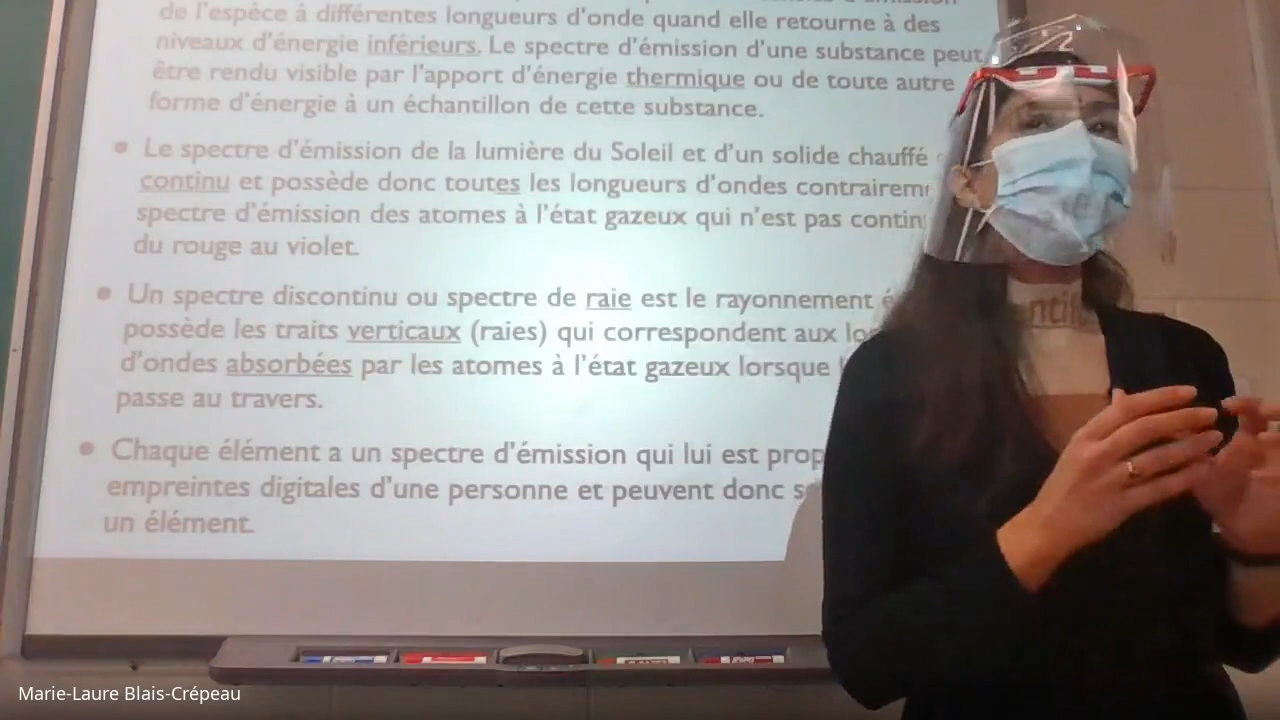 de l'espèce à différentes longueurs d'onde quand elle retourne à des
niveaux d'énergie inférieurs. Le spectre d'émission d'une substance peut
être rendu visible par l'apport d'énergie thermique ou de toute autre
forme d'énergie à un échantillon de cette substance.
• Le spectre d'émission de la lumière du Soleil et d'un solide chauffé
continu et possède donc toutes les longueurs d'ondes
spectre d'émission des atomes à l'état gazeux qui n'est pas
du rouge au violet.
• Un spectre discontinu ou spectre de raie est le rayonnement
possède les traits verticaux (raies) qui correspondent aux
d'ondes absorbées par les atomes à l'état gazeux lorsque
passe au travers.
• Chaque élément a un spectre d'émission qui lui est
empreintes digitales d'une personne et peuvent donc
un élément.
Marie-Laure Blais-Crépeau